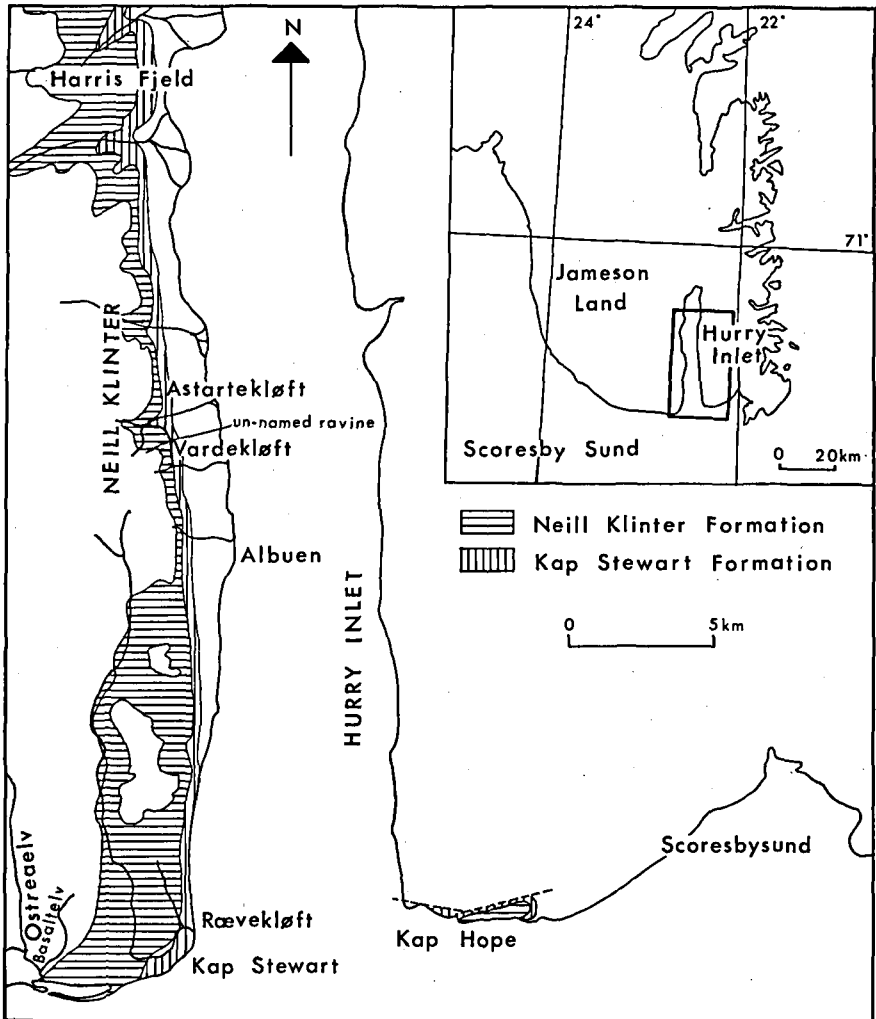 N
Harris Fjeld
NEILL KLINTER
Astartekløft
un-named ravine
Vardekløft
Albuen
HURRY INLET
Ostreaelv
Basaltelv
Rævekløft
Kap Stewart
Kap Hope
Scoresbysund
24°
22°
71°
Jameson
Land
Hurry
Inlet
Scoresby Sund
0 20km
Neill Klinter Formation
Kap Stewart Formation
0 5km